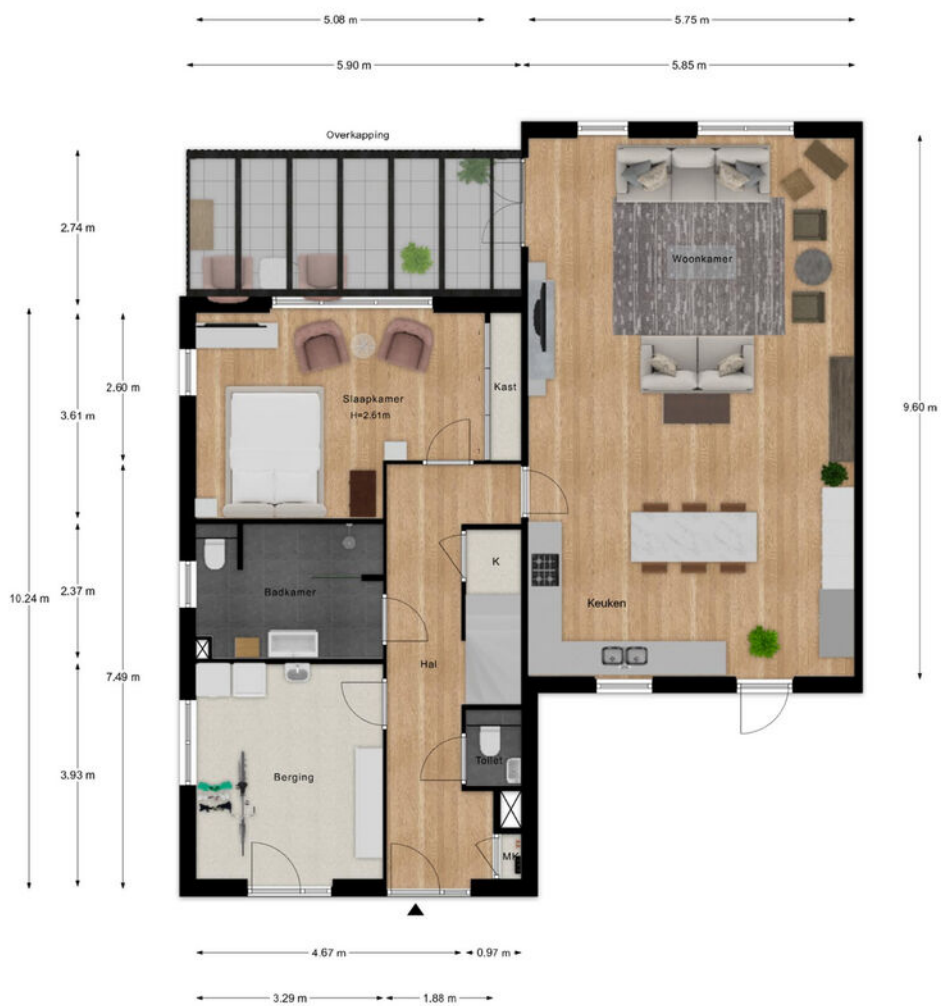 5.08 m
5.75 m
5.90 m
5.85 m
Overkapping
2.74 m
Woonkamer
2.60 m
Kast
Slaapkamer
H=2.61m
3.61 m
9.60 m
K
10.24 m
2.37 m
Badkamer
Keuken
7.49 m
Hal
Toilet
3.93 m
Berging
MK
4.67 m
0.97 m
3.29 m
1.88 m